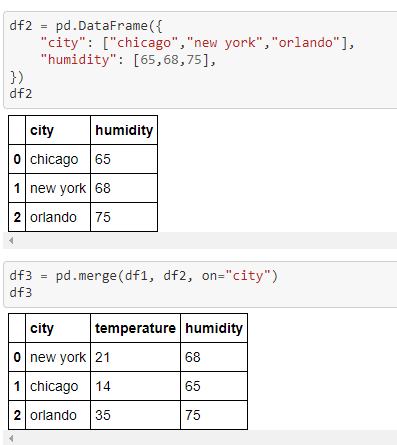 df2 = pd.DataFrame({
    "city": ["chicago","new york","orlando"],
    "humidity": [65,68,75],
})
df2
city humidity
0 chicago 65
1 new york 68
2 orlando 75
df3 = pd.merge(df1, df2, on="city")
df3
city temperature humidity
0 new york 21 68
1 chicago 14 65
2 orlando 35 75